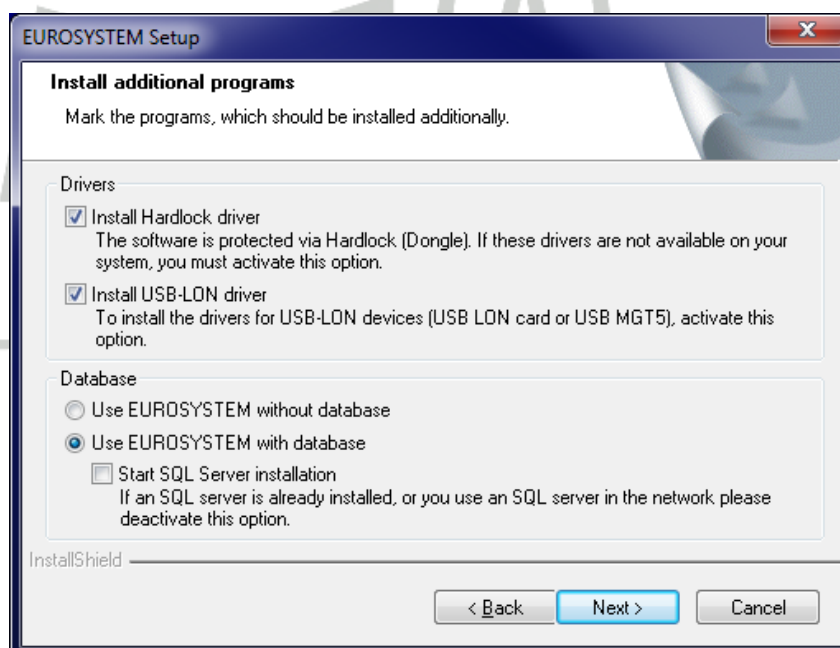 EUROSYSTEM Setup
Install additional programs
Mark the programs, which should be installed additionally.
Drivers
Install Hardlock driver
The software is protected via Hardlock (Dongle). If these drivers are not available on your
system, you must activate this option.
Install USB-LON driver
To install the drivers for USB-LON devices (USB LON card or USB MGT5), activate this
option.
Database
Use EUROSYSTEM without database
Use EUROSYSTEM with database
Start SQL Server installation
If an SQL server is already installed, or you use an SQL server in the network please
deactivate this option.
InstallShield
< Back Next > Cancel